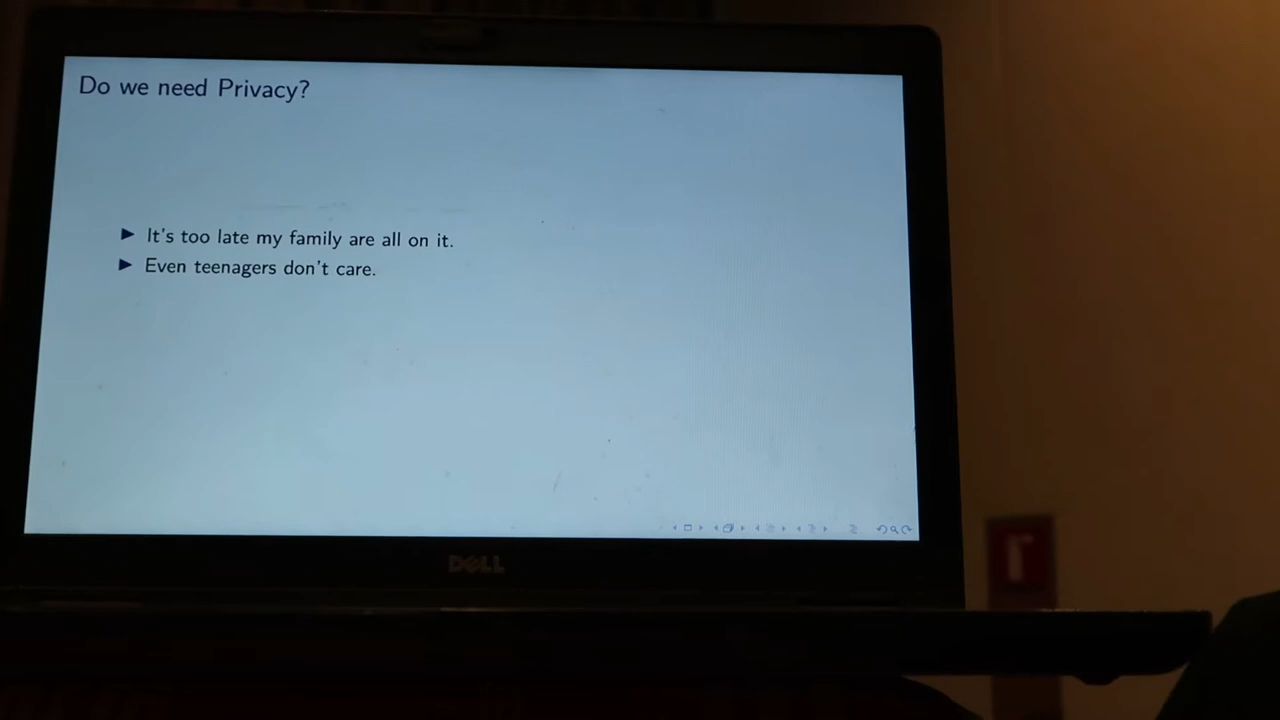 Do we need Privacy?
▶ It's too late my family are all on it.
▶ Even teenagers don't care.
DELL